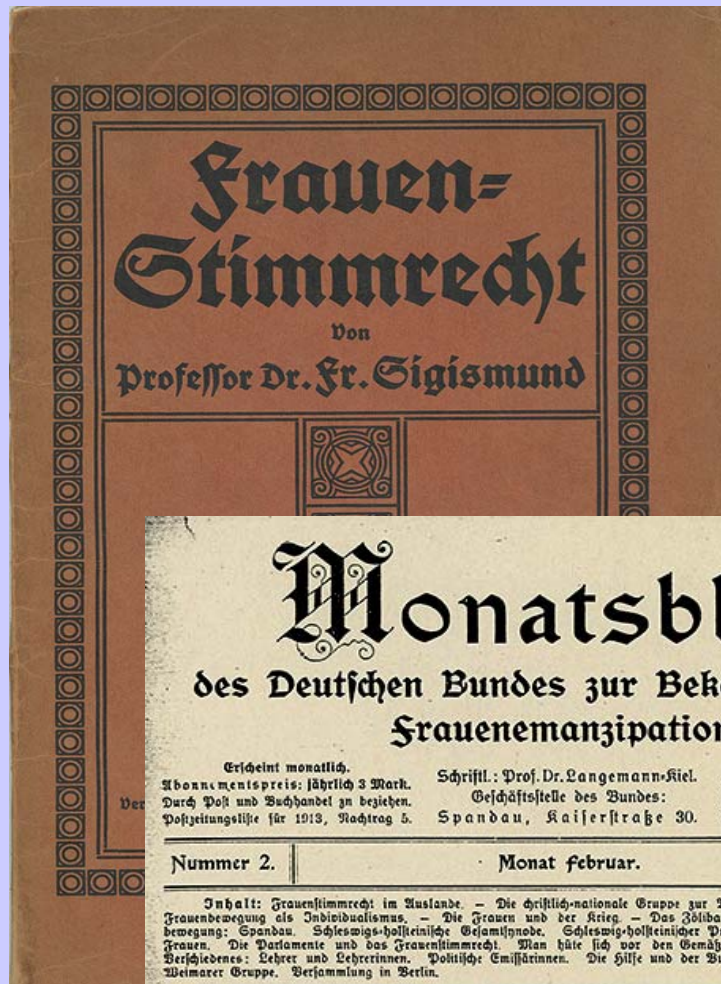 Frauen=
Stimmrecht
Von
Professor Dr. Fr. Sigismund
Ver
Monatsbl
des Deutschen Bundes zur Bek
Frauenemanzipation
Erscheint monatlich.
Abonnementspreis: jährlich 3 Mark.
Durch Post und Buchhandel zu beziehen.
Postzeitungsliste für 1913, Nachtrag 5.
Schriftl.: Prof. Dr. Langemann=Kiel.
Geschäftsstelle des Bundes:
Spandau, Kaiserstraße 30.
Nummer 2.
Monat Februar.
Inhalt: Frauenstimmrecht im Auslande. – Die christlich=nationale Gruppe zur
Frauenbewegung als Individualismus. – Die Frauen und der Krieg. – Das Zöliba
bewegung: Spandau. Schleswigs=holsteinische Gesamtsynode. Schleswig=holsteinischer
Frauen. Die Parlamente und das Frauenstimmrecht. Man hüte sich vor den Gemäß
Verschiedenes: Lehrer und Lehrerinnen. Politische Emissärinnen. Die Hilfe und der Bu
Weimarer Gruppe. Versammlung in Berlin.